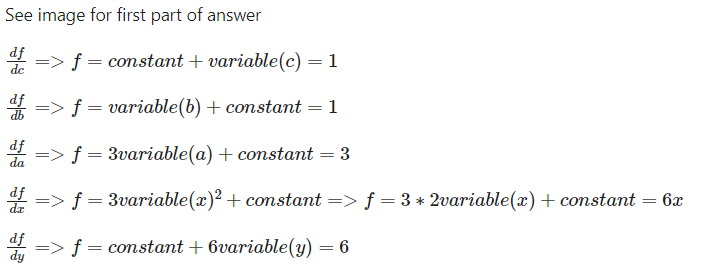 See image for first part of answer
df/dc => f = constant + variable(c) = 1
df/db => f = variable(b) + constant = 1
df/da => f = 3variable(a) + constant = 3
df/dx => f = 3variable(x)² + constant => f = 3 * 2variable(x) + constant = 6x
df/dy => f = constant + 6variable(y) = 6